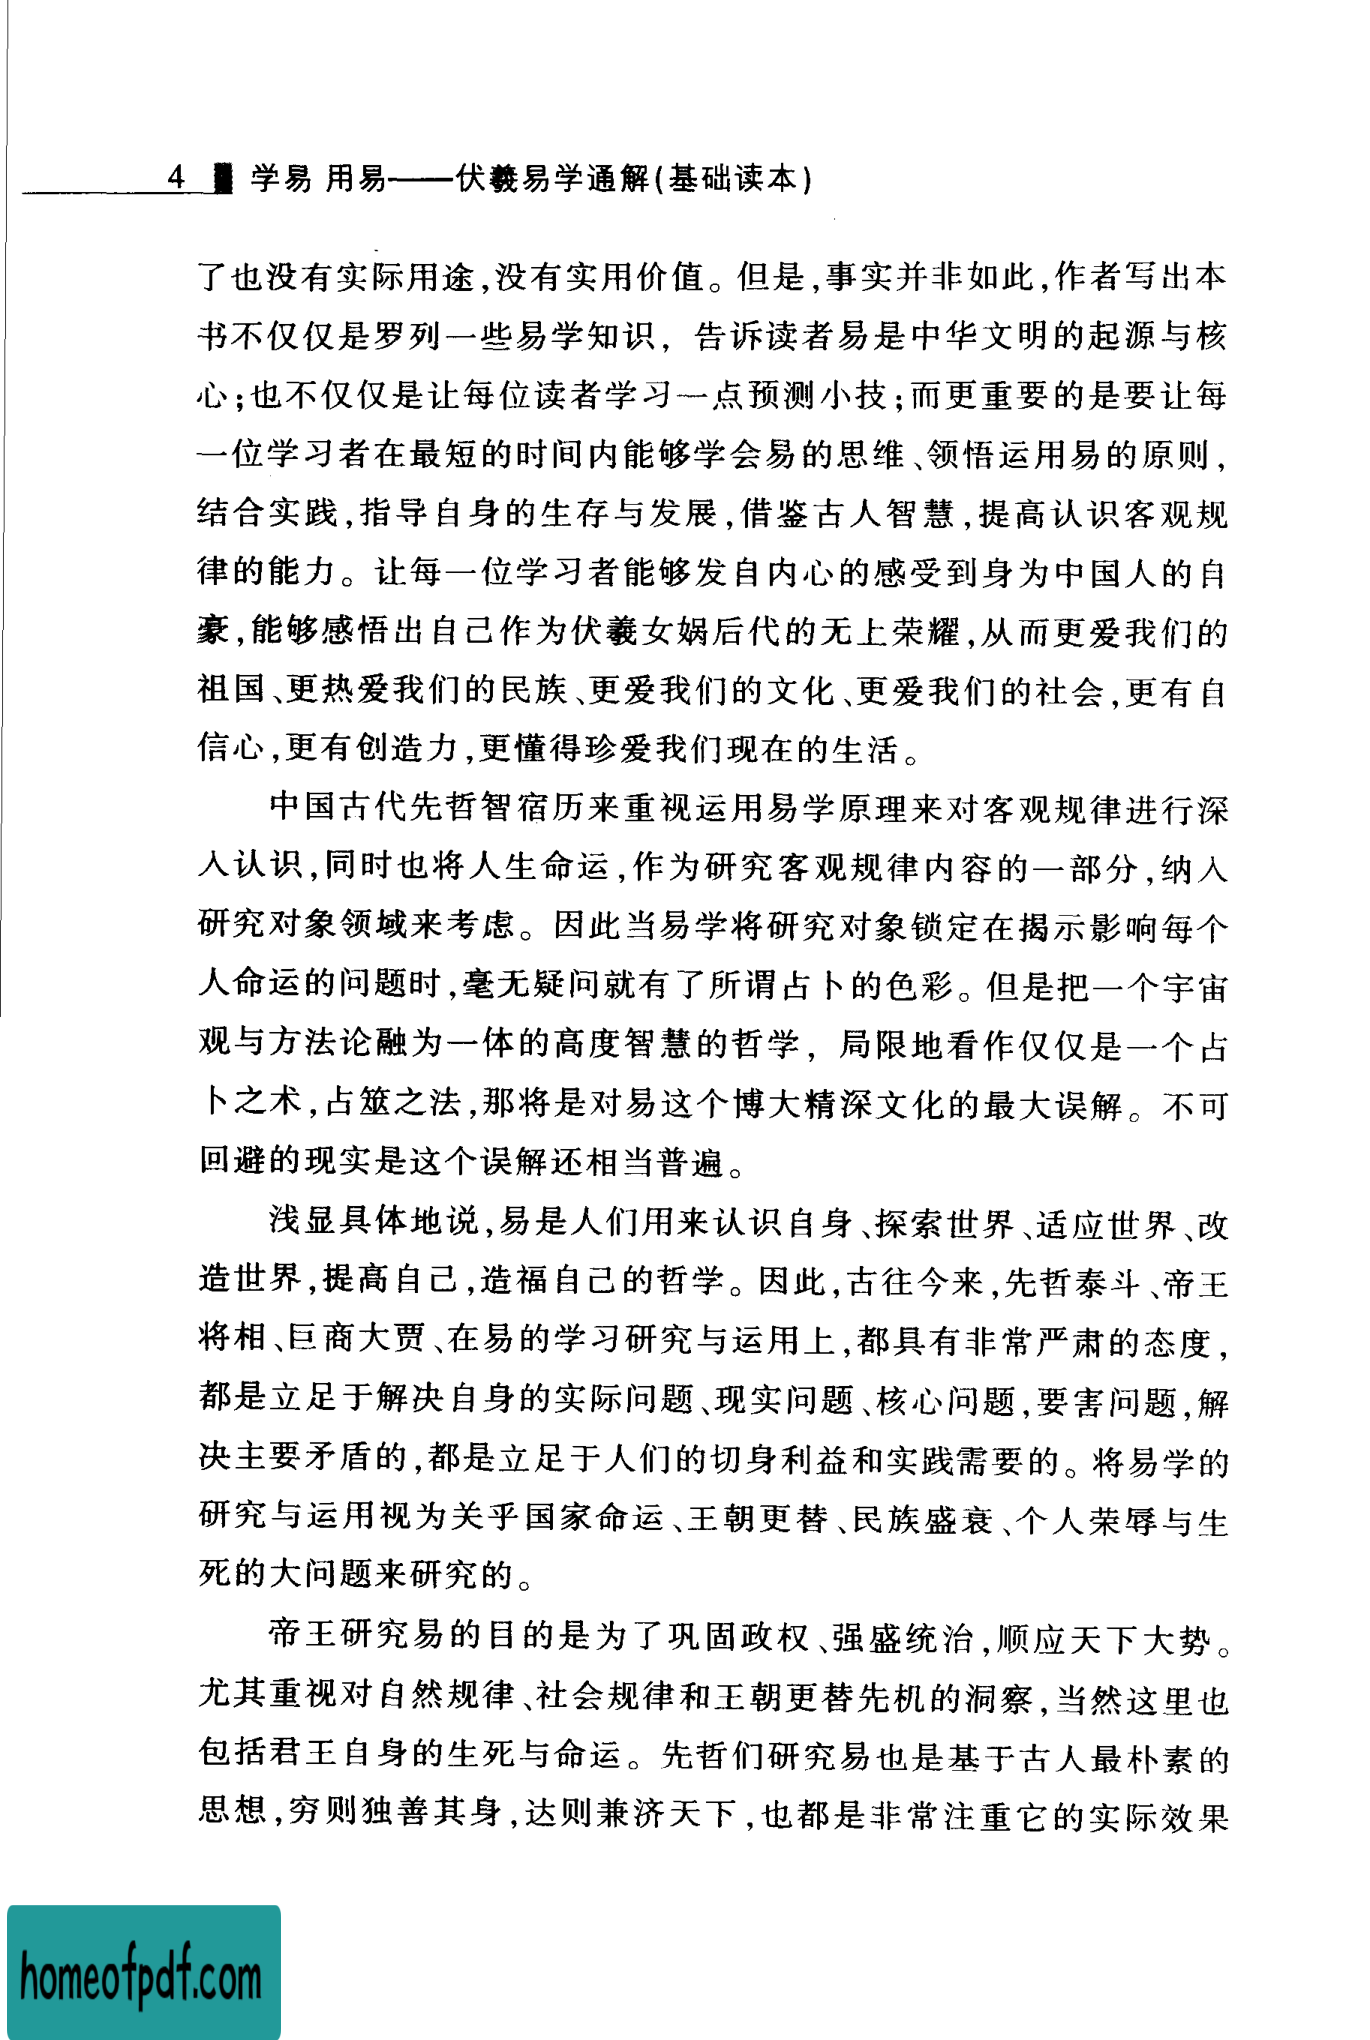 4 学易 用易——伏羲易学通解(基础读本)
了也没有实际用途,没有实用价值。但是,事实并非如此,作者写出本
书不仅仅是罗列一些易学知识，告诉读者易是中华文明的起源与核
心;也不仅仅是让每位读者学习一点预测小技;而更重要的是要让每
一位学习者在最短的时间内能够学会易的思维、领悟运用易的原则,
结合实践,指导自身的生存与发展,借鉴古人智慧,提高认识客观规
律的能力。让每一位学习者能够发自内心的感受到身为中国人的自
豪,能够感悟出自己作为伏羲女娲后代的无上荣耀,从而更爱我们的
祖国、更热爱我们的民族、更爱我们的文化、更爱我们的社会,更有自
信心,更有创造力,更懂得珍爱我们现在的生活。
中国古代先哲智宿历来重视运用易学原理来对客观规律进行深
入认识,同时也将人生命运,作为研究客观规律内容的一部分,纳入
研究对象领域来考虑。因此当易学将研究对象锁定在揭示影响每个
人命运的问题时,毫无疑问就有了所谓占卜的色彩。但是把一个宇宙
观与方法论融为一体的高度智慧的哲学，局限地看作仅仅是一个占
卜之术,占筮之法,那将是对易这个博大精深文化的最大误解。不可
回避的现实是这个误解还相当普遍。
浅显具体地说,易是人们用来认识自身、探索世界、适应世界、改
造世界,提高自己,造福自己的哲学。因此,古往今来,先哲泰斗、帝王
将相、巨商大贾、在易的学习研究与运用上,都具有非常严肃的态度,
都是立足于解决自身的实际问题、现实问题、核心问题,要害问题,解
决主要矛盾的,都是立足于人们的切身利益和实践需要的。将易学的
研究与运用视为关乎国家命运、王朝更替、民族盛衰、个人荣辱与生
死的大问题来研究的。
帝王研究易的目的是为了巩固政权、强盛统治,顺应天下大势。
尤其重视对自然规律、社会规律和王朝更替先机的洞察,当然这里也
包括君王自身的生死与命运。先哲们研究易也是基于古人最朴素的
思想,穷则独善其身,达则兼济天下,也都是非常注重它的实际效果
homeofpdf.com